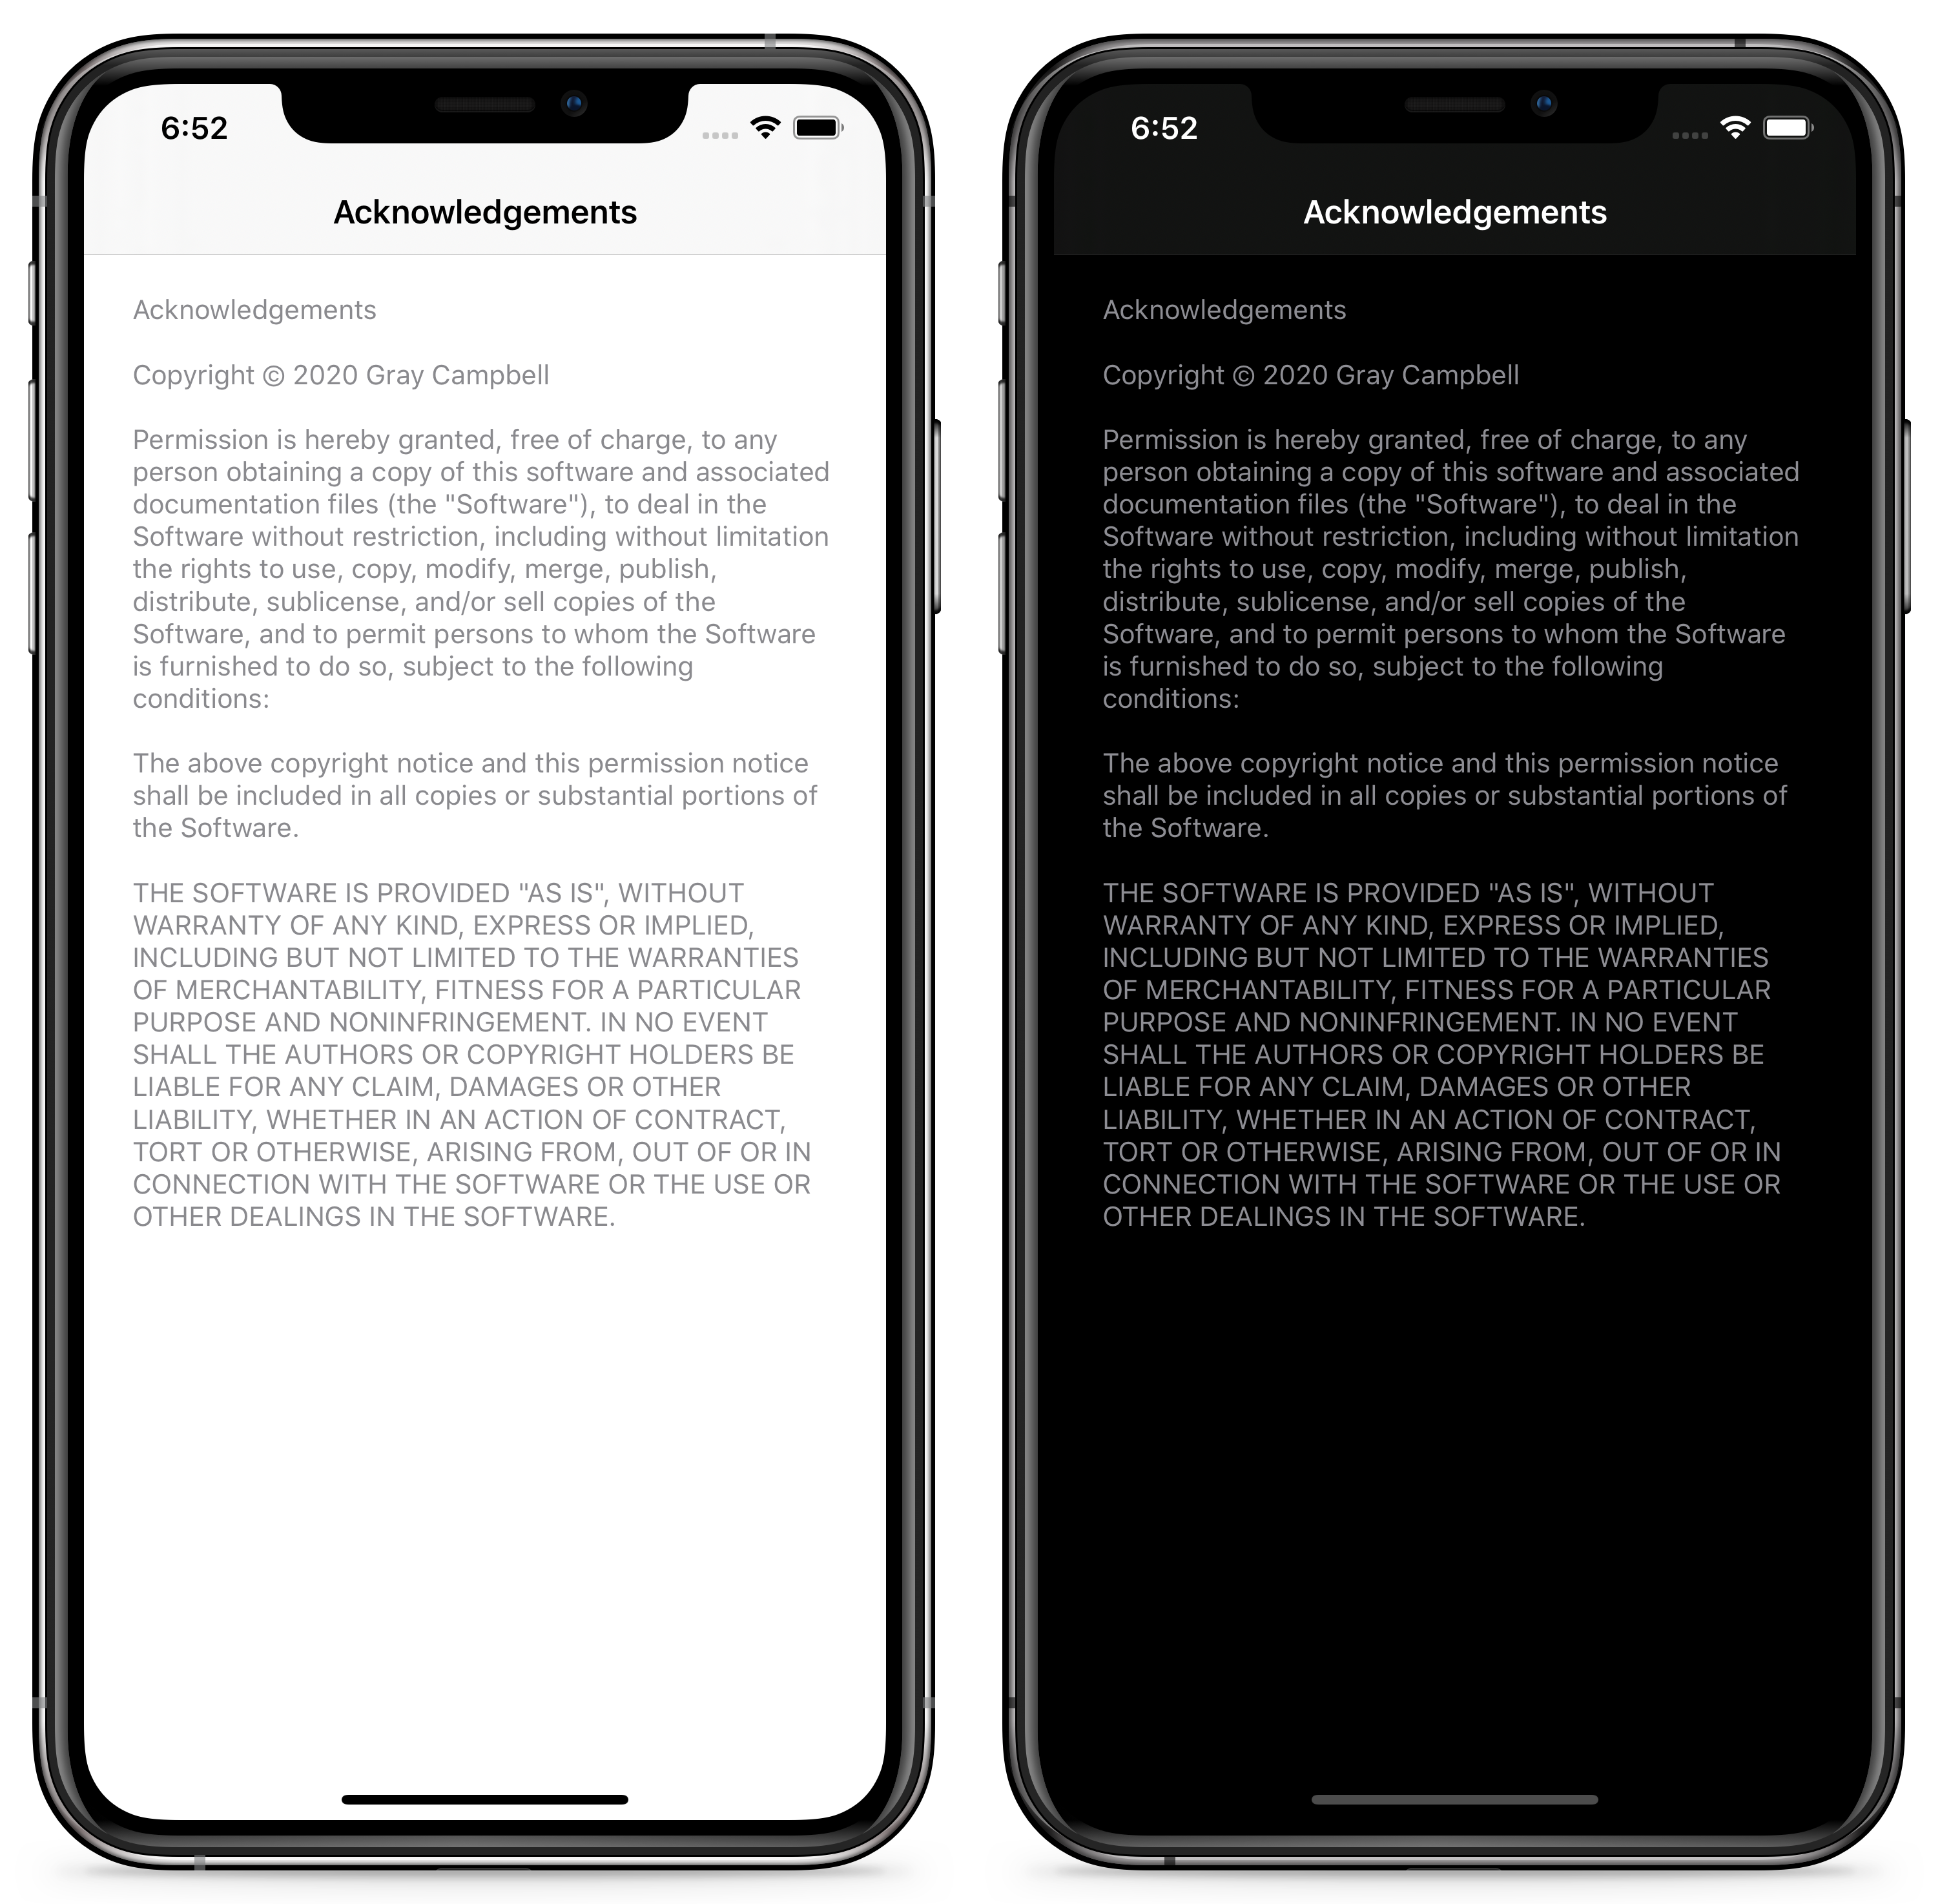 6:52
Acknowledgements
Acknowledgements
Copyright © 2020 Gray Campbell
Permission is hereby granted, free of charge, to any
person obtaining a copy of this software and associated
documentation files (the "Software"), to deal in the
Software without restriction, including without limitation
the rights to use, copy, modify, merge, publish,
distribute, sublicense, and/or sell copies of the
Software, and to permit persons to whom the Software
is furnished to do so, subject to the following
conditions:
The above copyright notice and this permission notice
shall be included in all copies or substantial portions of
the Software.
THE SOFTWARE IS PROVIDED "AS IS", WITHOUT
WARRANTY OF ANY KIND, EXPRESS OR IMPLIED,
INCLUDING BUT NOT LIMITED TO THE WARRANTIES
OF MERCHANTABILITY, FITNESS FOR A PARTICULAR
PURPOSE AND NONINFRINGEMENT. IN NO EVENT
SHALL THE AUTHORS OR COPYRIGHT HOLDERS BE
LIABLE FOR ANY CLAIM, DAMAGES OR OTHER
LIABILITY, WHETHER IN AN ACTION OF CONTRACT,
TORT OR OTHERWISE, ARISING FROM, OUT OF OR IN
CONNECTION WITH THE SOFTWARE OR THE USE OR
OTHER DEALINGS IN THE SOFTWARE.
6:52
Acknowledgements
Acknowledgements
Copyright © 2020 Gray Campbell
Permission is hereby granted, free of charge, to any
person obtaining a copy of this software and associated
documentation files (the "Software"), to deal in the
Software without restriction, including without limitation
the rights to use, copy, modify, merge, publish,
distribute, sublicense, and/or sell copies of the
Software, and to permit persons to whom the Software
is furnished to do so, subject to the following
conditions:
The above copyright notice and this permission notice
shall be included in all copies or substantial portions of
the Software.
THE SOFTWARE IS PROVIDED "AS IS", WITHOUT
WARRANTY OF ANY KIND, EXPRESS OR IMPLIED,
INCLUDING BUT NOT LIMITED TO THE WARRANTIES
OF MERCHANTABILITY, FITNESS FOR A PARTICULAR
PURPOSE AND NONINFRINGEMENT. IN NO EVENT
SHALL THE AUTHORS OR COPYRIGHT HOLDERS BE
LIABLE FOR ANY CLAIM, DAMAGES OR OTHER
LIABILITY, WHETHER IN AN ACTION OF CONTRACT,
TORT OR OTHERWISE, ARISING FROM, OUT OF OR IN
CONNECTION WITH THE SOFTWARE OR THE USE OR
OTHER DEALINGS IN THE SOFTWARE.